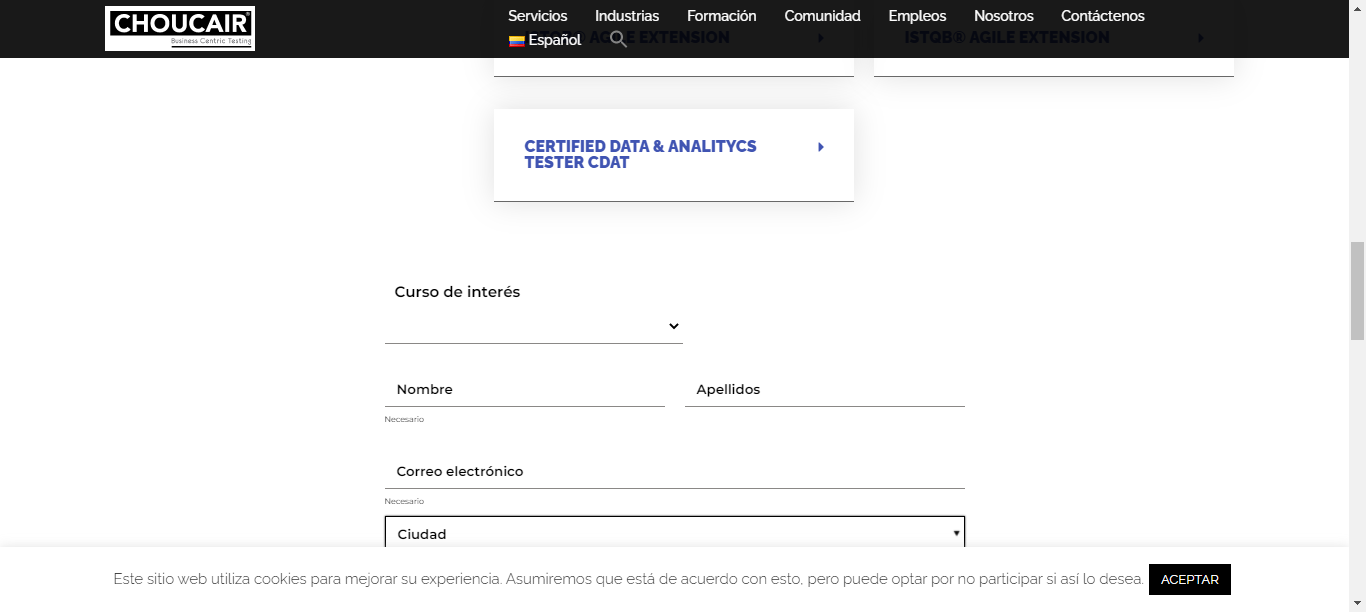 CHOUCAIR®
Business Centric Testing
Servicios Industrias Formación Comunidad Empleos Nosotros Contáctenos
Español
AGILE EXTENSION
ISTQB® AGILE EXTENSION
CERTIFIED DATA & ANALITYCS
TESTER CDAT
Curso de interés
Nombre Apellidos
Necesario
Correo electrónico
Necesario
Ciudad
Este sitio web utiliza cookies para mejorar su experiencia. Asumiremos que está de acuerdo con esto, pero puede optar por no participar si así lo desea. ACEPTAR